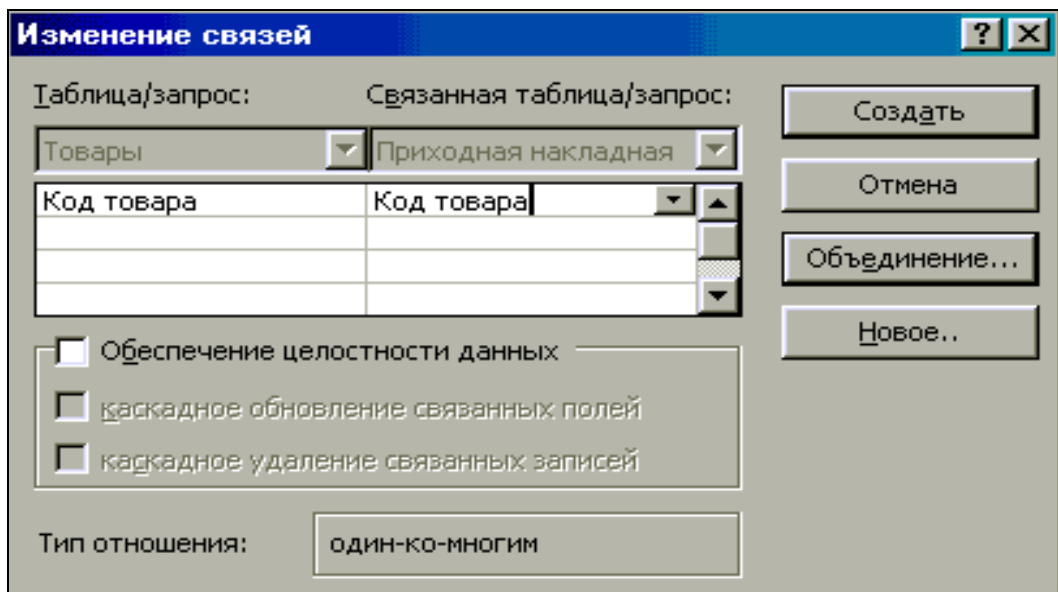 Изменение связей
Таблица/запрос: Связанная таблица/запрос:
Товары Приходная накладная
Код товара Код товара
Обеспечение целостности данных
каскадное обновление связанных полей
каскадное удаление связанных записей
Тип отношения: один-ко-многим
Создать
Отмена
Объединение...
Новое..